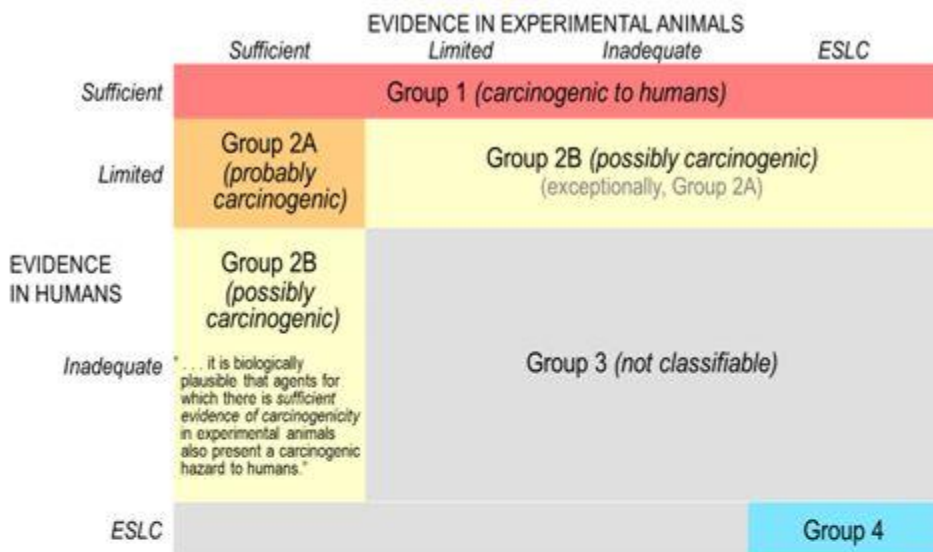 EVIDENCE IN EXPERIMENTAL ANIMALS
Sufficient Limited Inadequate ESLC
Sufficient
Group 1 (carcinogenic to humans)
Limited
Group 2A
(probably
carcinogenic)
Group 2B (possibly carcinogenic)
(exceptionally, Group 2A)
EVIDENCE
IN HUMANS
Inadequate
Group 2B
(possibly
carcinogenic)
" . . . it is biologically
plausible that agents for
which there is sufficient
evidence of carcinogenicity
in experimental animals
also present a carcinogenic
hazard to humans."
Group 3 (not classifiable)
ESLC
Group 4